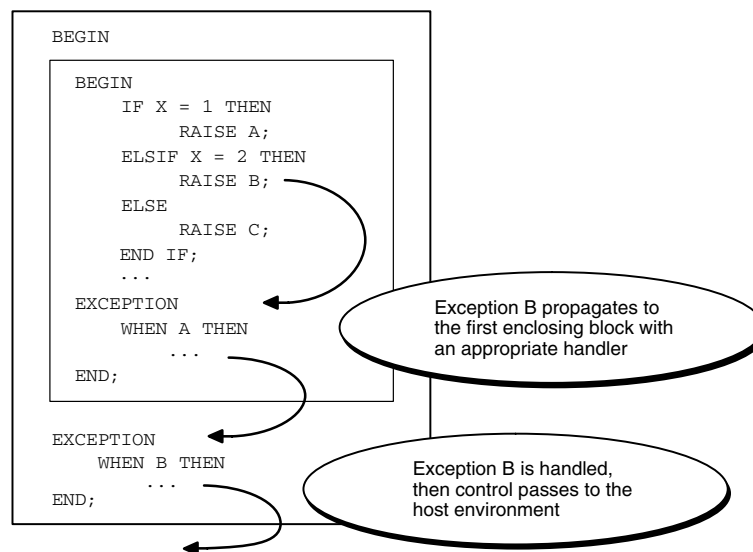 BEGIN
BEGIN
IF X = 1 THEN
RAISE A;
ELSIF X = 2 THEN
RAISE B;
ELSE
RAISE C;
END IF;
...
EXCEPTION
WHEN A THEN
...
END;
Exception B propagates to
the first enclosing block with
an appropriate handler
EXCEPTION
WHEN B THEN
...
END;
Exception B is handled,
then control passes to the
host environment